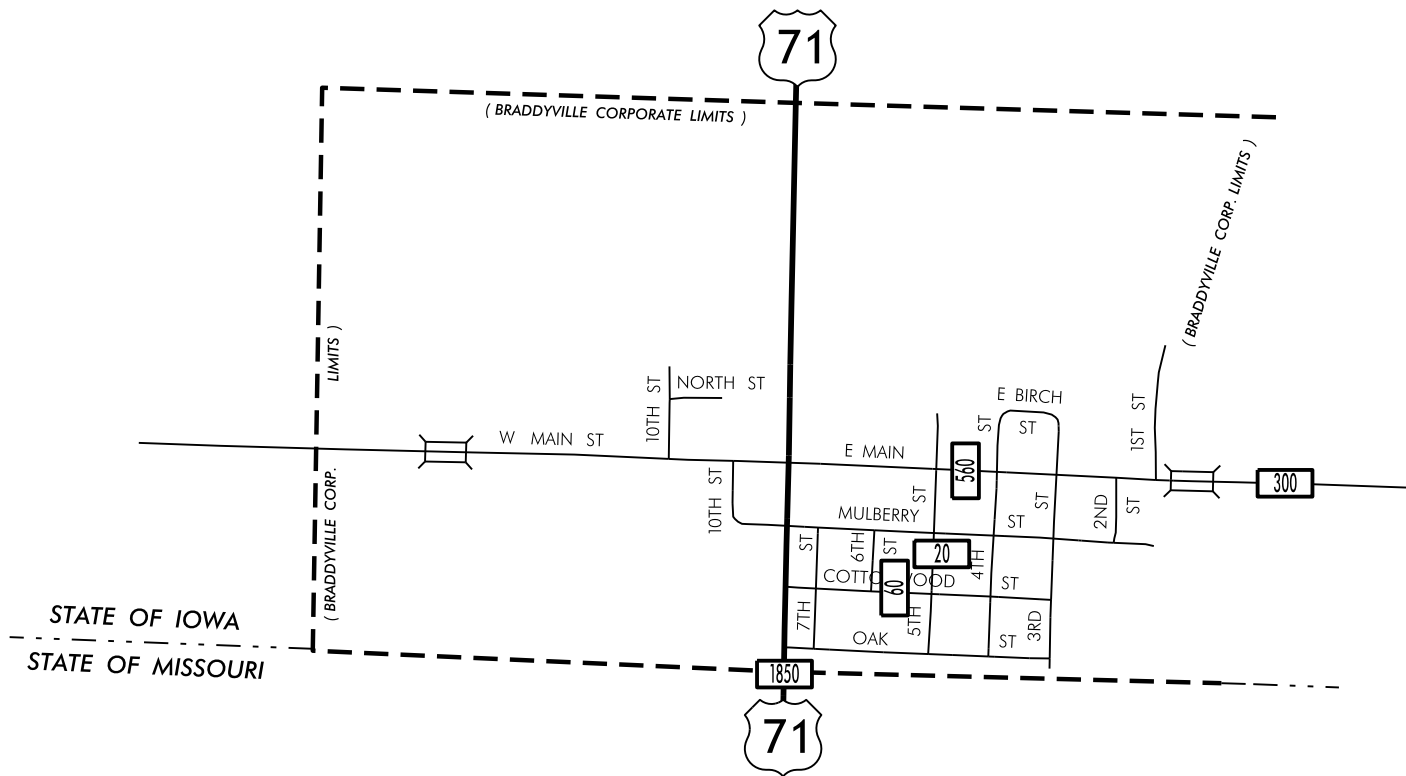 71
( BRADDYVILLE CORPORATE LIMITS )
( BRADDYVILLE CORP. LIMITS )
( BRADDYVILLE CORP.
LIMITS )
10TH ST
NORTH ST
W MAIN ST
10TH ST
E MAIN
ST
E BIRCH
ST
1ST ST
560
300
ST
MULBERRY
ST
ST
2ND
ST
ST
6TH
ST
20
4TH
COTTONWOOD
ST
60
7TH
5TH
OAK
ST
3RD
STATE OF IOWA
STATE OF MISSOURI
1850
71